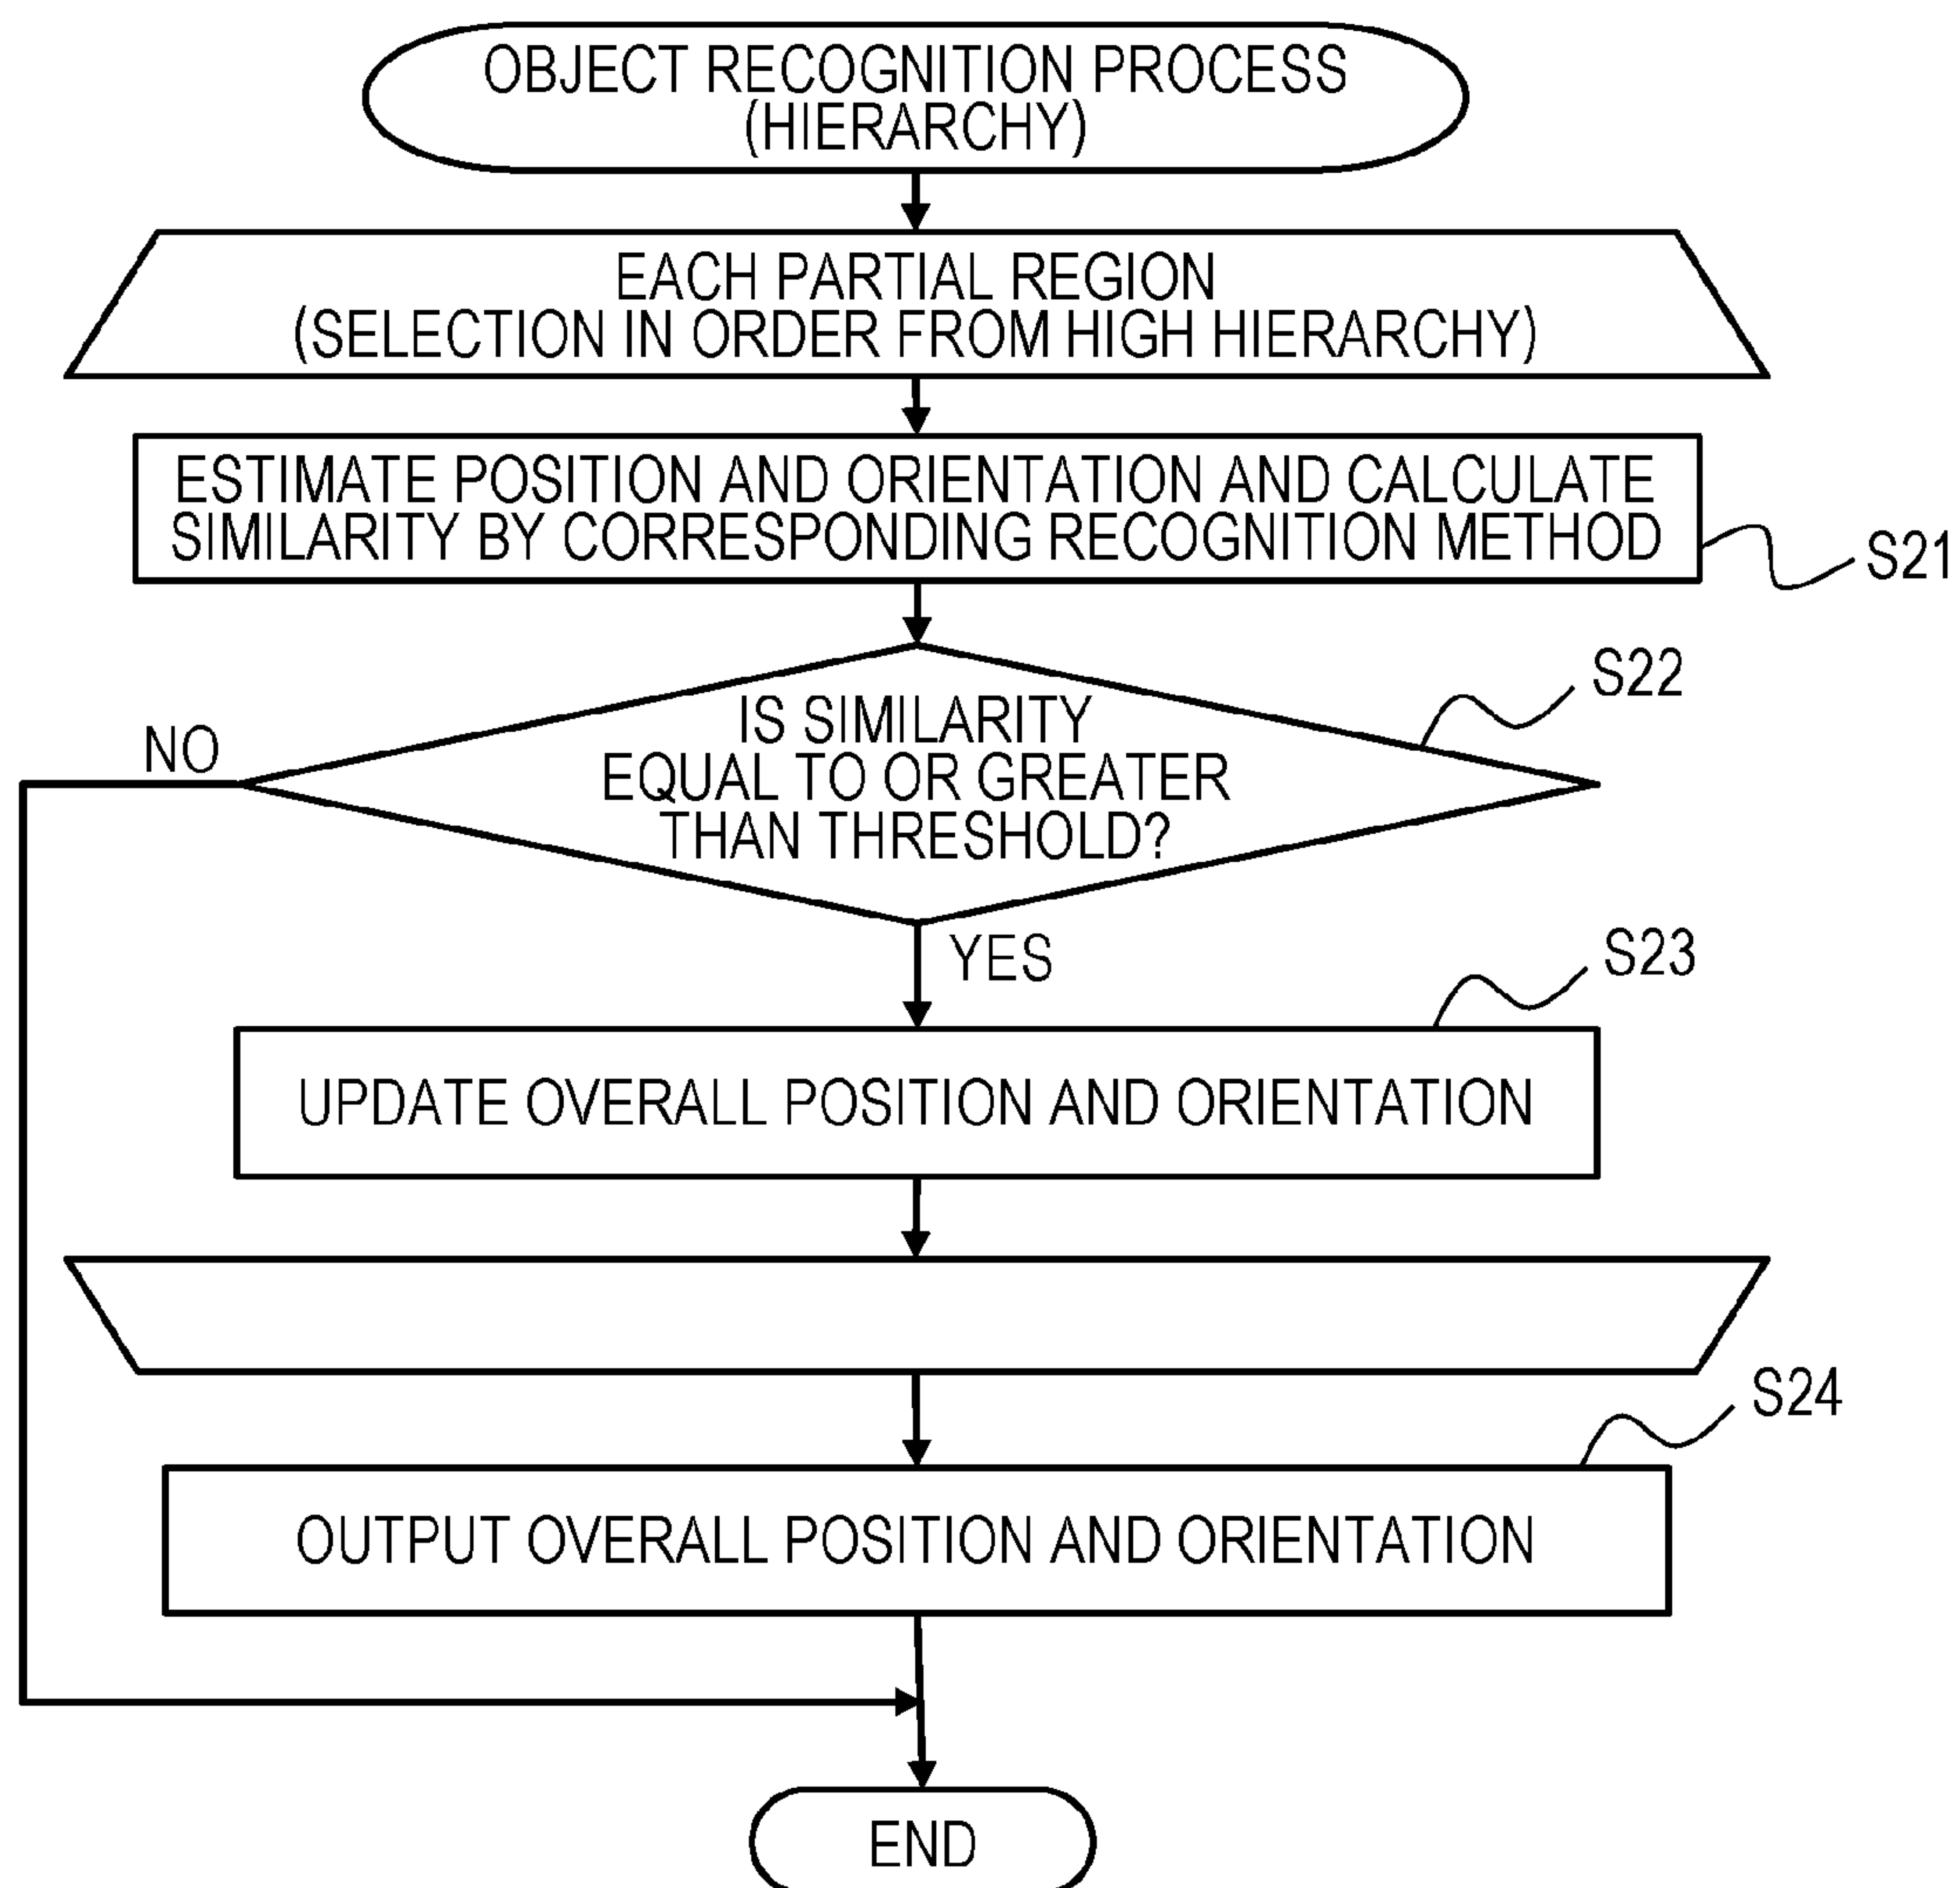 OBJECT RECOGNITION PROCESS
(HIERARCHY)
EACH PARTIAL REGION
(SELECTION IN ORDER FROM HIGH HIERARCHY)
ESTIMATE POSITION AND ORIENTATION AND CALCULATE
SIMILARITY BY CORRESPONDING RECOGNITION METHOD
S21
S22
IS SIMILARITY
EQUAL TO OR GREATER
THAN THRESHOLD?
NO
YES
S23
UPDATE OVERALL POSITION AND ORIENTATION
S24
OUTPUT OVERALL POSITION AND ORIENTATION
END